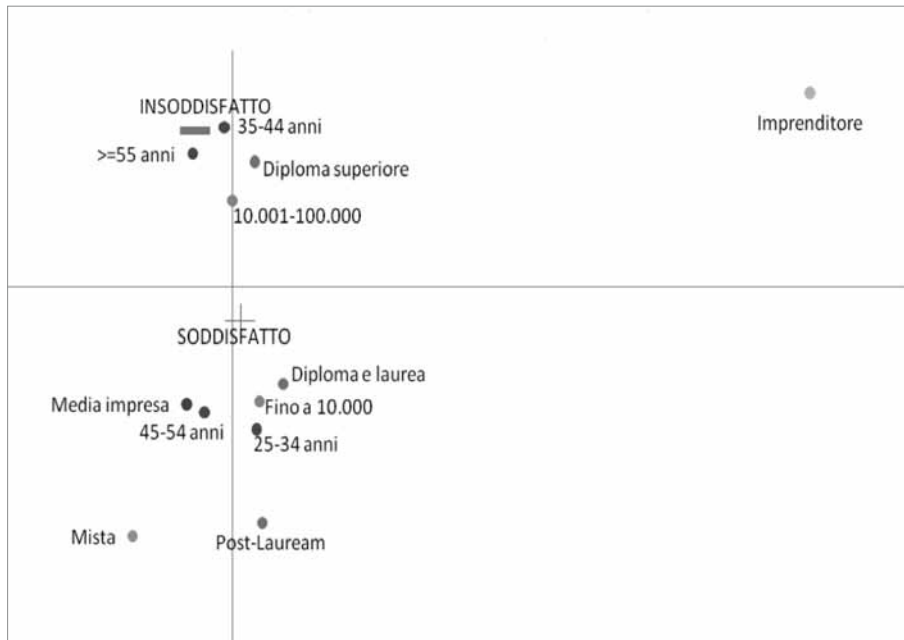 INSODDISFATTO
35-44 anni
Imprenditore
>=55 anni
Diploma superiore
10.001-100.000
SODDISFATTO
Diploma e laurea
Media impresa
Fino a 10.000
45-54 anni
25-34 anni
Mista
Post-Lauream